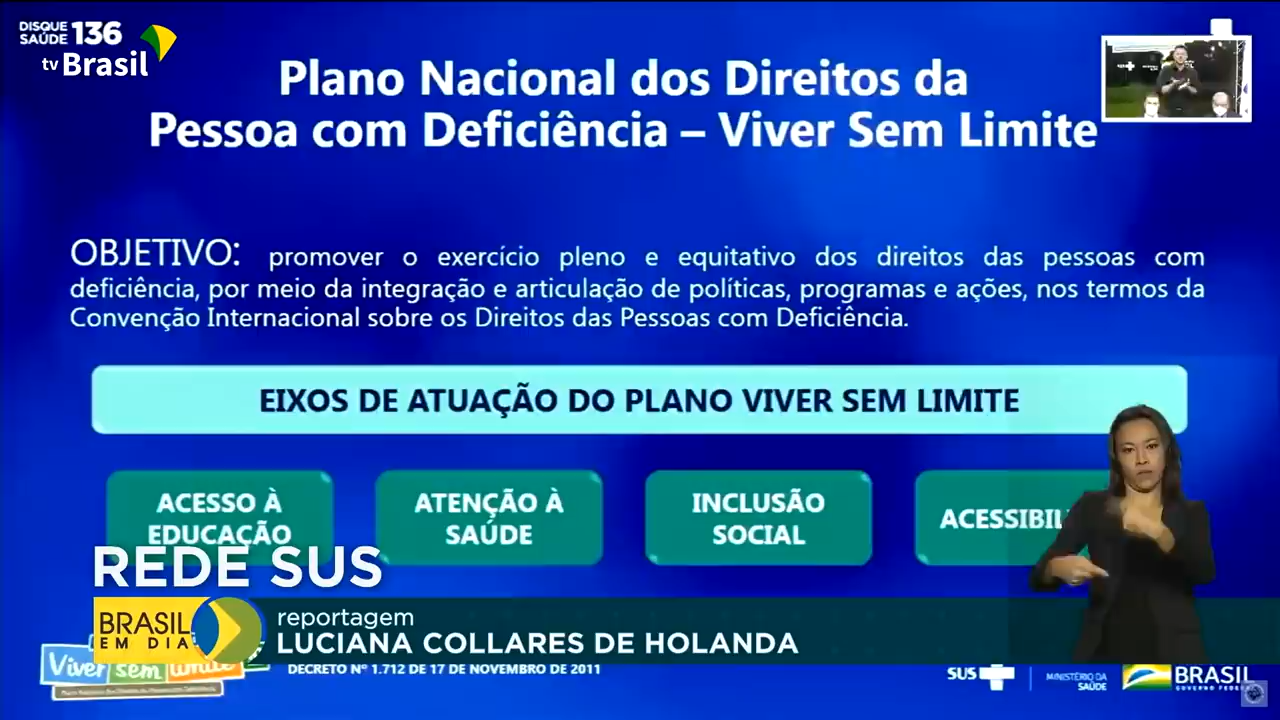 DISQUE
SAÚDE 136
tv Brasil
Plano Nacional dos Direitos da
Pessoa com Deficiência – Viver Sem Limite
OBJETIVO: promover o exercício pleno e equitativo dos direitos das pessoas com
deficiência, por meio da integração e articulação de políticas, programas e ações, nos termos da
Convenção Internacional sobre os Direitos das Pessoas com Deficiência.
EIXOS DE ATUAÇÃO DO PLANO VIVER SEM LIMITE
ACESSO À
EDUCAÇÃO
ATENÇÃO À
SAÚDE
INCLUSÃO
SOCIAL
ACESSIBIL
REDE SUS
BRASIL
EM DIA
reportagem
LUCIANA COLLARES DE HOLANDA
Viver sem limite
DECRETO Nº 1.712 DE 17 DE NOVEMBRO DE 2011
SUS
MINISTÉRIO DA
SAÚDE
BRASIL
GOVERNO FEDERAL